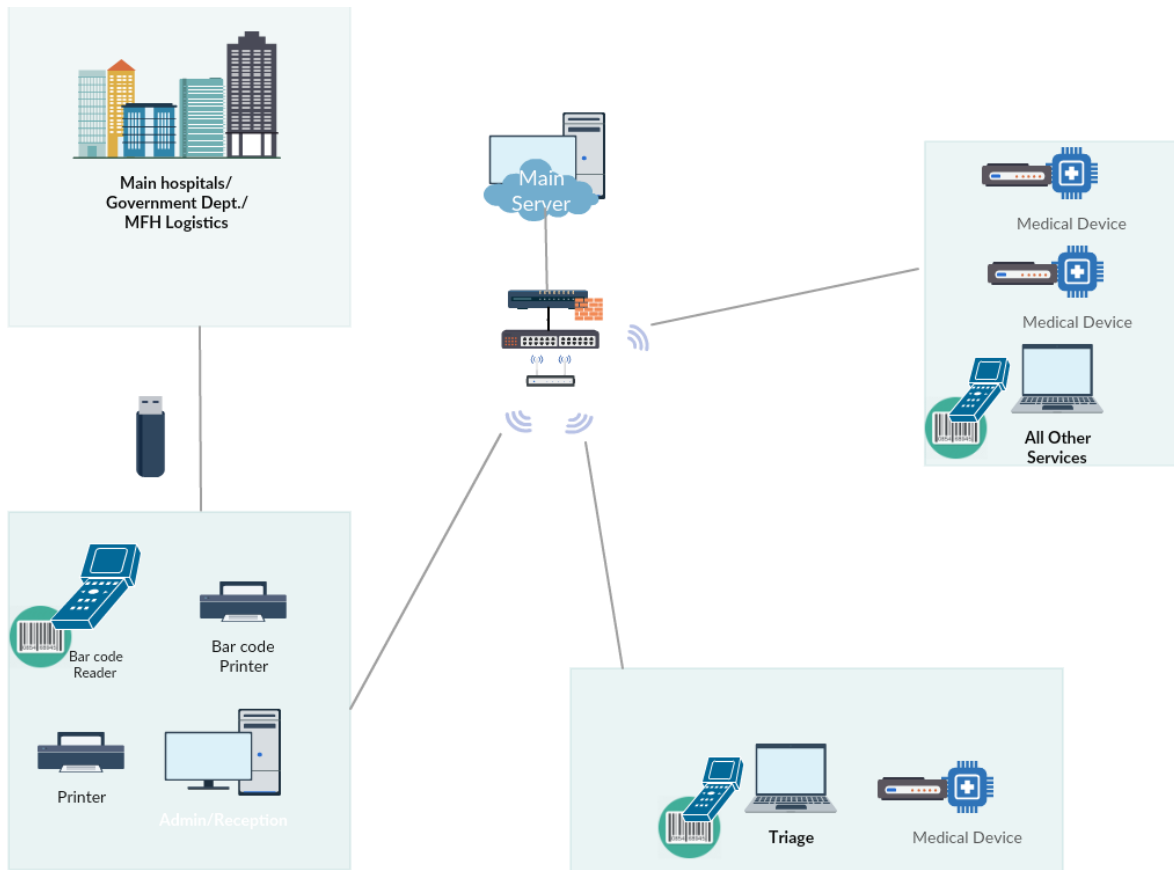 Main hospitals/
Government Dept./
MFH Logistics
Main
Server
Medical Device
Medical Device
All Other
Services
Bar code
Reader
Bar code
Printer
Printer
Admin/Reception
Triage
Medical Device